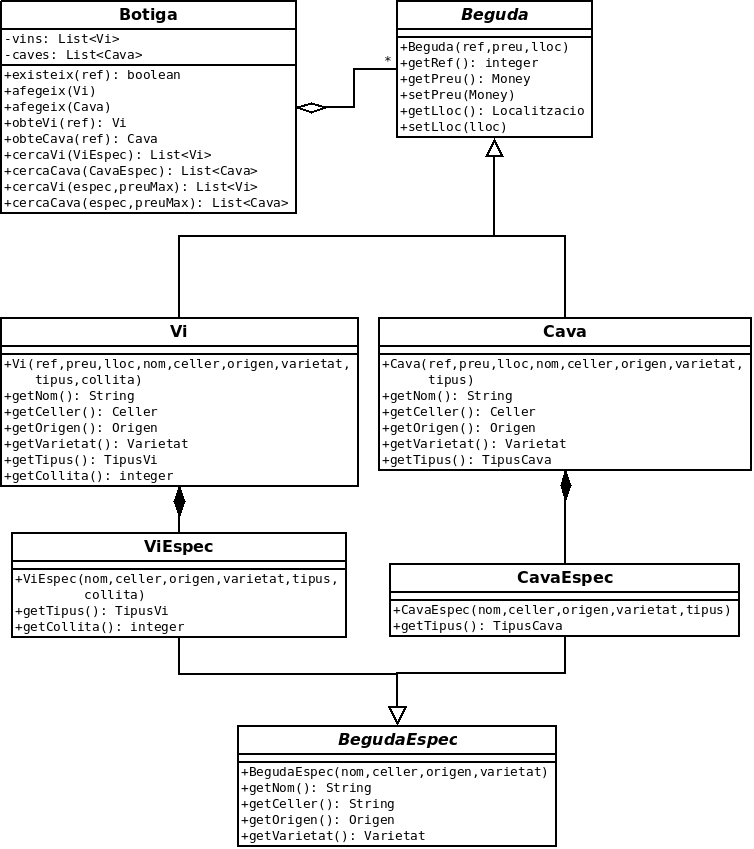 Botiga
-vins: List<Vi>
-caves: List<Cava>
+existeix(ref): boolean
+afegeix(Vi)
+afegeix(Cava)
+obteVi(ref): Vi
+obteCava(ref): Cava
+cercaVi(ViEspec): List<Vi>
+cercaCava(CavaEspec): List<Cava>
+cercaVi(espec,preuMax): List<Vi>
+cercaCava(espec,preuMax): List<Cava>
*
Beguda
+Beguda(ref,preu,lloc)
+getRef(): integer
+getPreu(): Money
+setPreu(Money)
+getLloc(): Localitzacio
+setLloc(lloc)
Vi
+Vi(ref,preu,lloc,nom,celler,origen,varietat,
tipus,collita)
+getNom(): String
+getCeller(): Celler
+getOrigen(): Origen
+getVarietat(): Varietat
+getTipus(): TipusVi
+getCollita(): integer
Cava
+Cava(ref,preu,lloc,nom,celler,origen,varietat,
tipus)
+getNom(): String
+getCeller(): Celler
+getOrigen(): Origen
+getVarietat(): Varietat
+getTipus(): TipusCava
ViEspec
+ViEspec(nom,celler,origen,varietat,tipus,
collita)
+getTipus(): TipusVi
+getCollita(): integer
CavaEspec
+CavaEspec(nom,celler,origen,varietat,tipus)
+getTipus(): TipusCava
BegudaEspec
+BegudaEspec(nom,celler,origen,varietat)
+getNom(): String
+getCeller(): String
+getOrigen(): Origen
+getVarietat(): Varietat